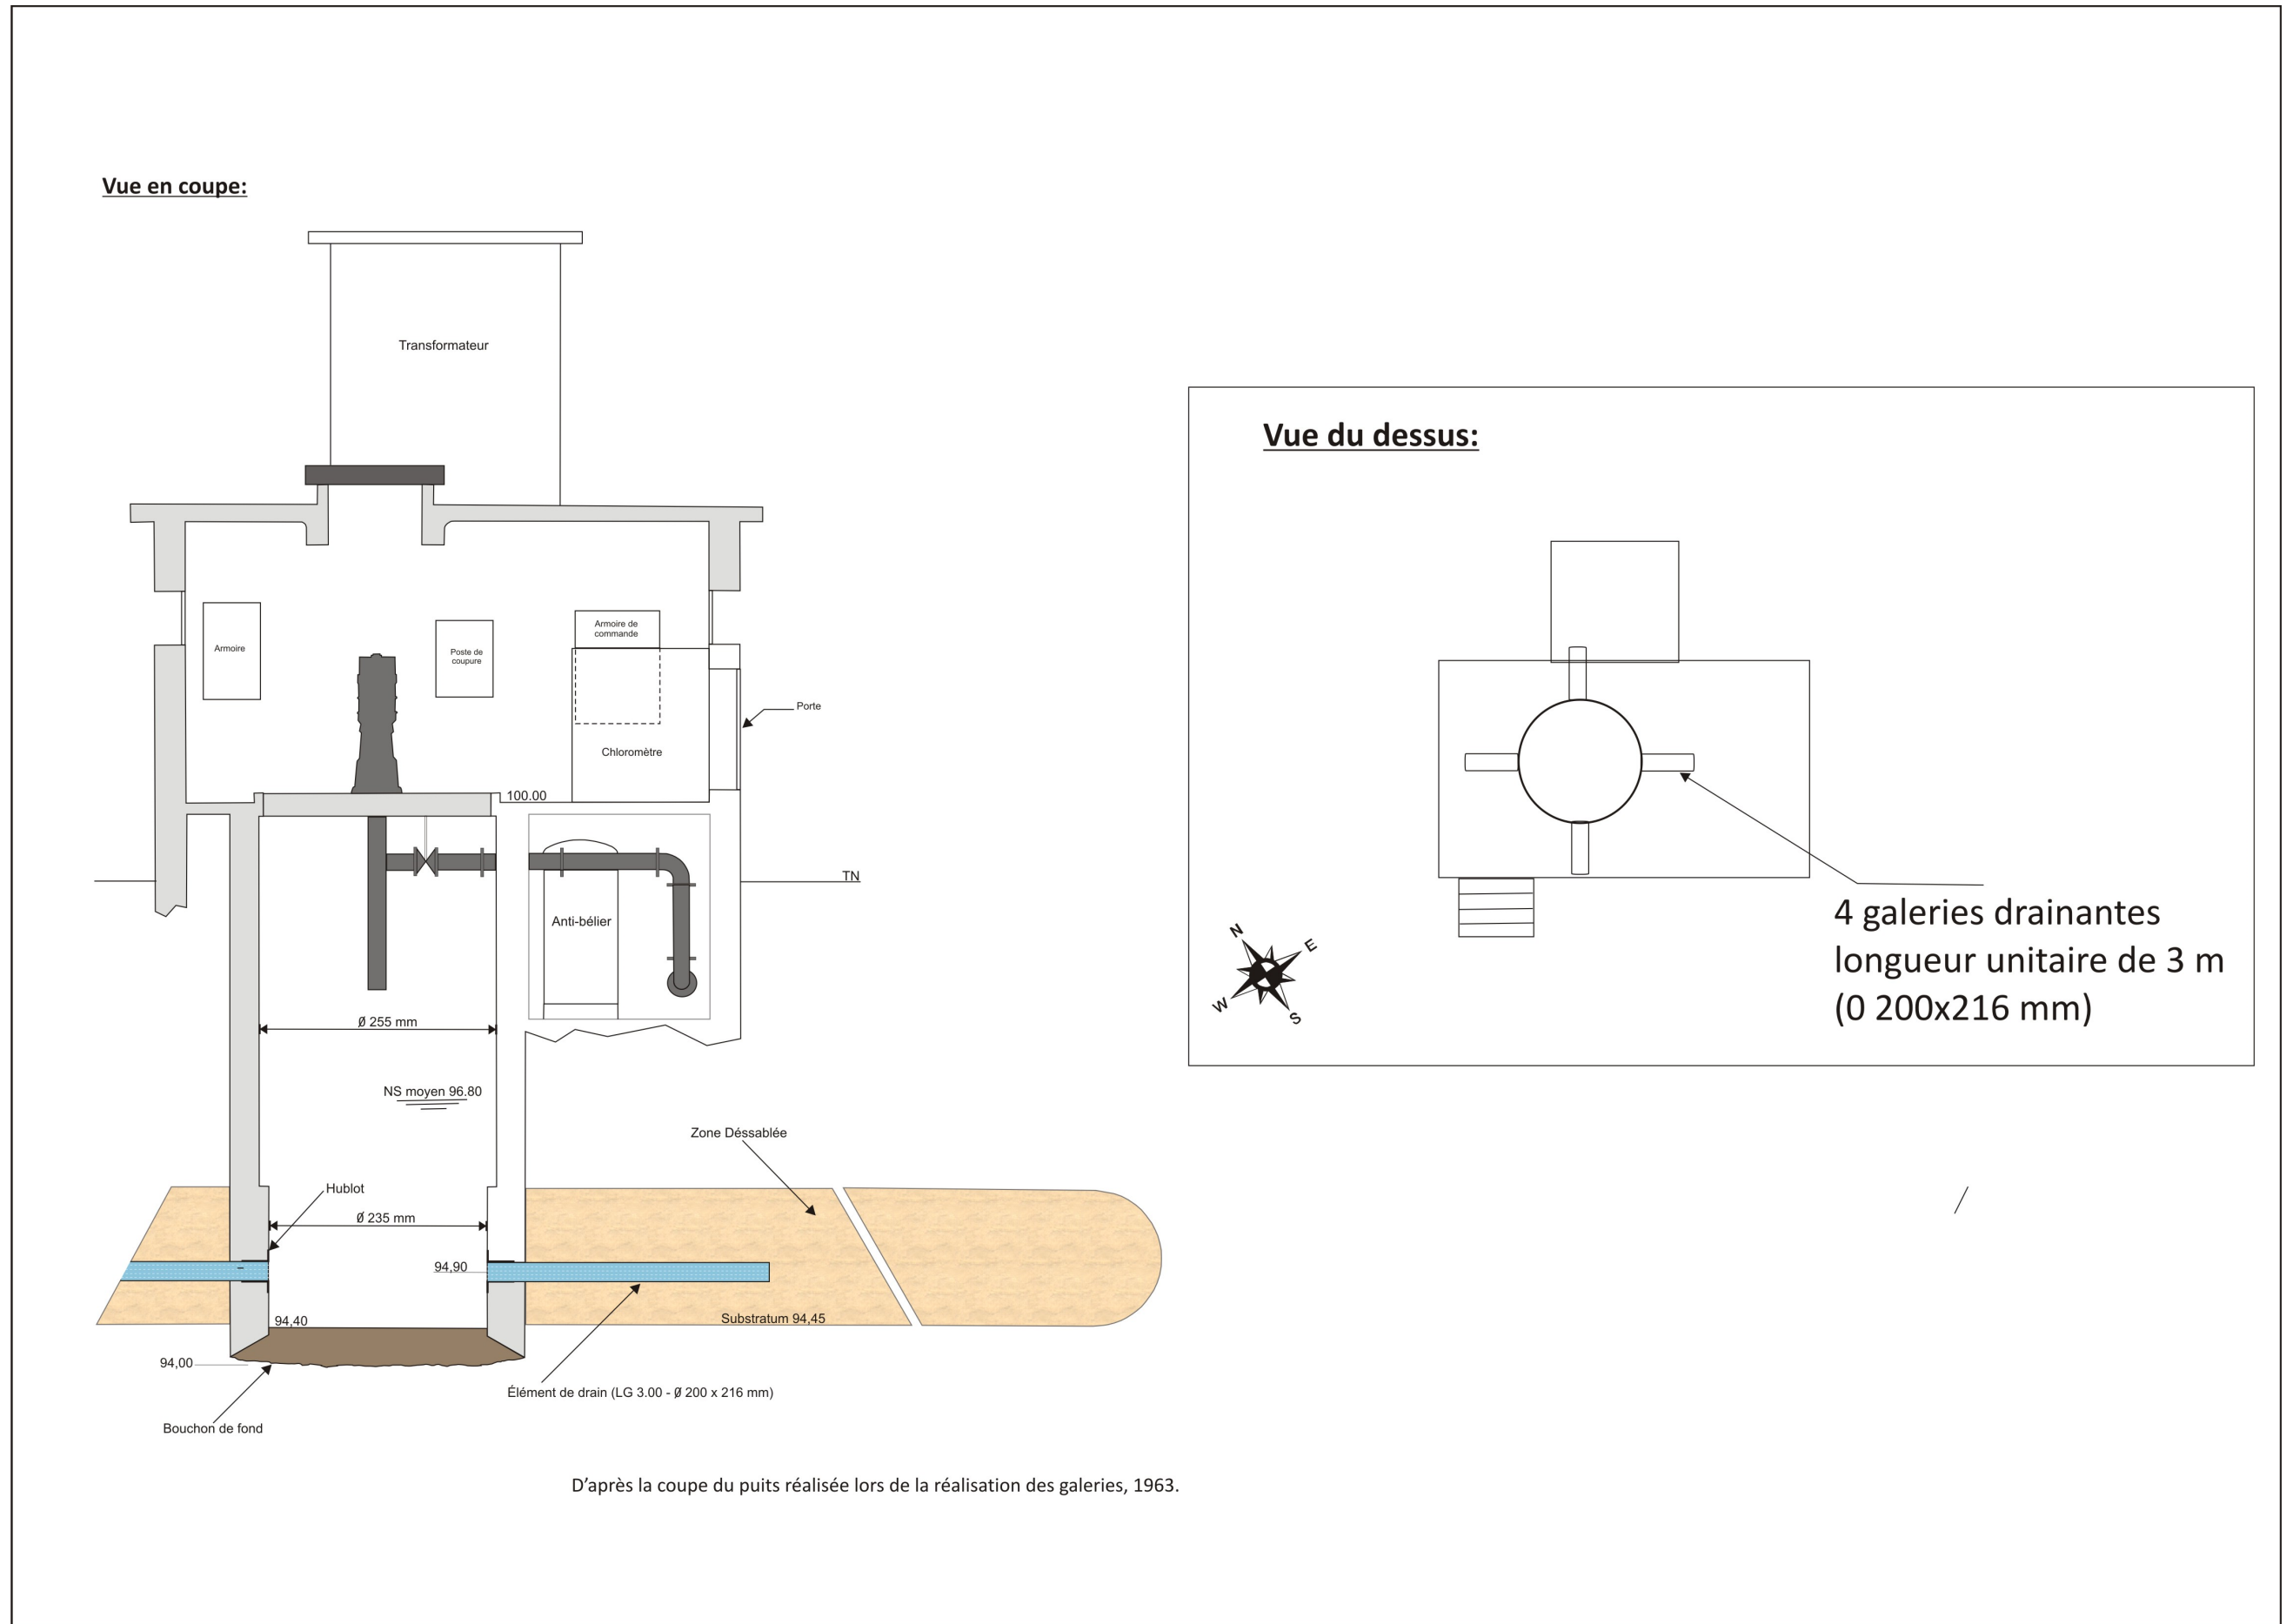 Vue en coupe:
Transformateur
Armoire
Poste de
coupure
Armoire de
commande
Chloromètre
Porte
100.00
TN
Anti-bélier
Ø 255 mm
NS moyen 96.80
Zone Déssablée
Hublot
Ø 235 mm
94,90
94,40
Substratum 94,45
94,00
Élément de drain (LG 3.00 - Ø 200 x 216 mm)
Bouchon de fond
D’après la coupe du puits réalisée lors de la réalisation des galeries, 1963.
Vue du dessus:
4 galeries drainantes
longueur unitaire de 3 m
(0 200x216 mm)
N
E
W
S